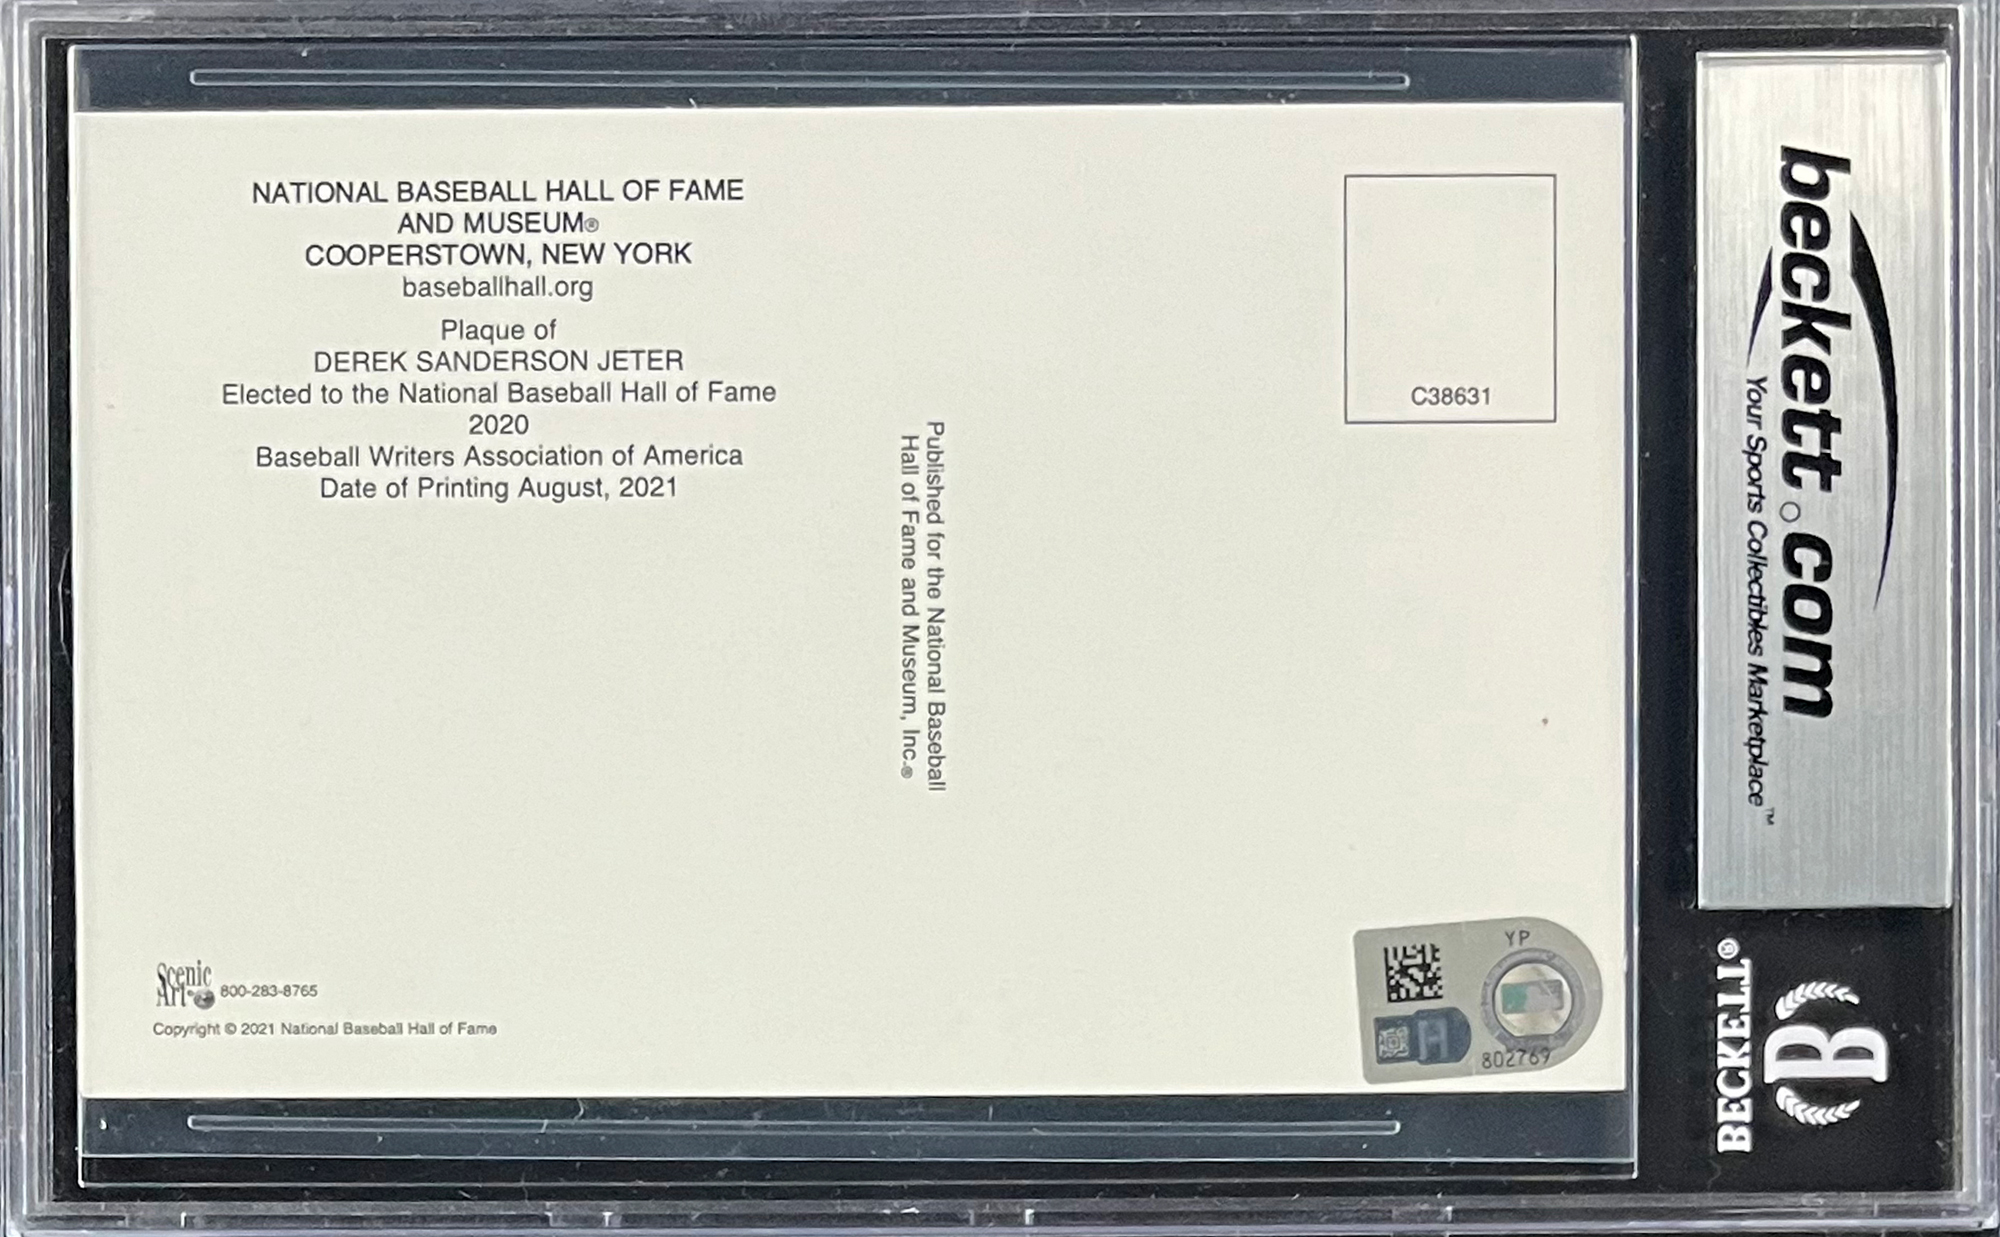 NATIONAL BASEBALL HALL OF FAME
AND MUSEUM®
COOPERSTOWN, NEW YORK
baseballhall.org
Plaque of
DEREK SANDERSON JETER
Elected to the National Baseball Hall of Fame
2020
Baseball Writers Association of America
Date of Printing August, 2021
Published for the National Baseball
Hall of Fame and Museum, Inc.®
C38631
Scenic
Art
800-283-8765
Copyright © 2021 National Baseball Hall of Fame
YP
H
802769
beckett.com
Your Sports Collectibles Marketplace™
BECKETT®
B